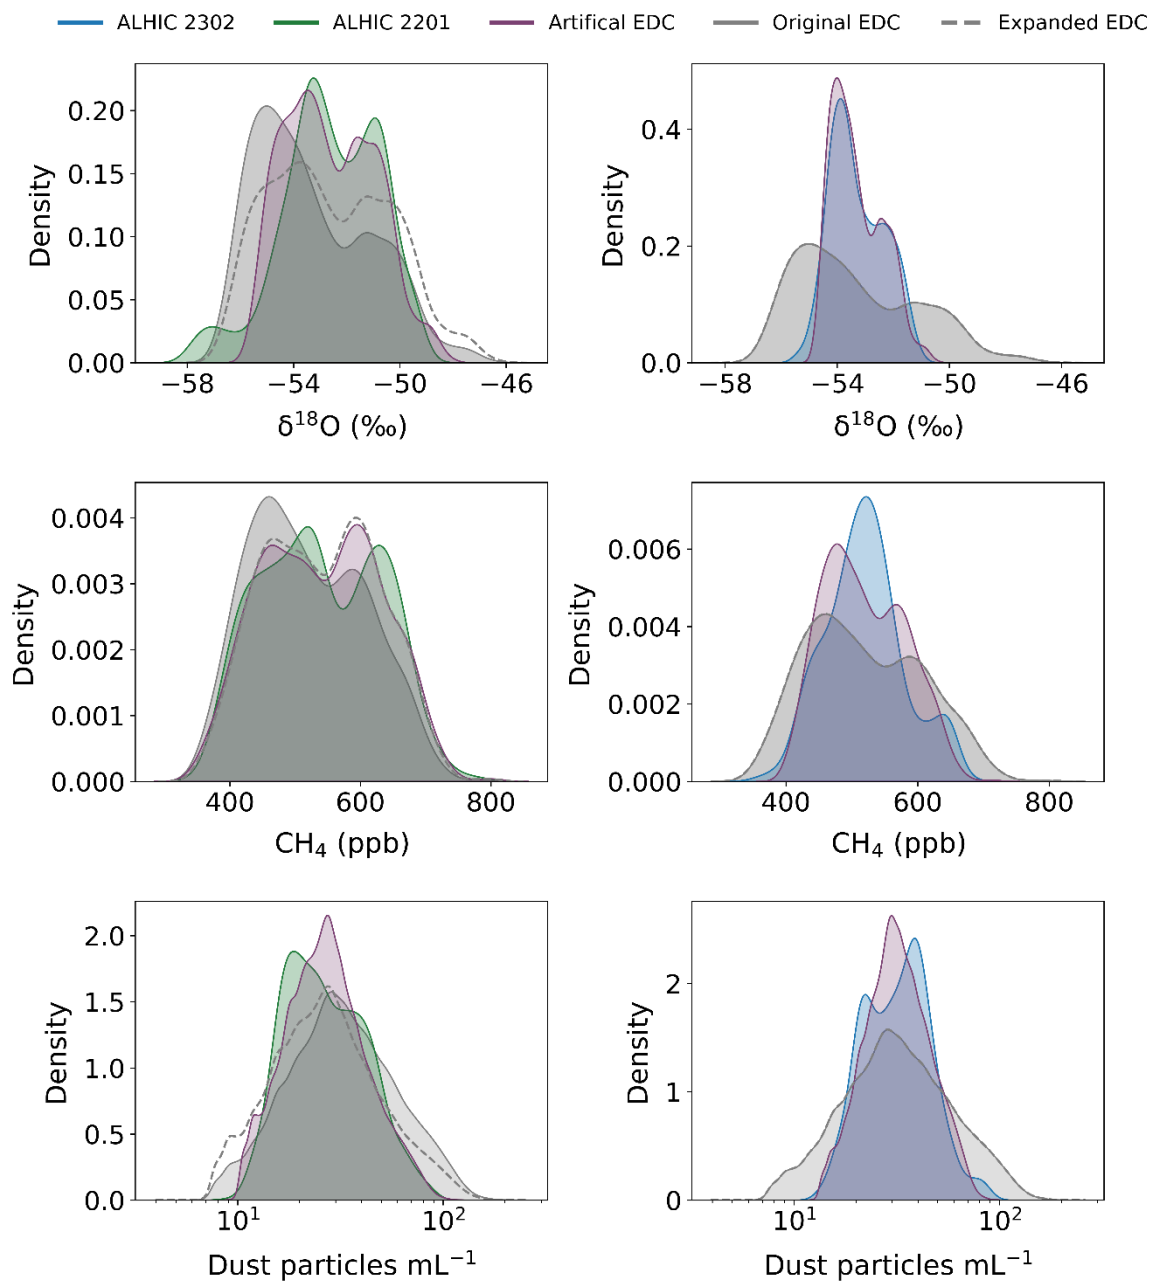 ALHIC 2302 ALHIC 2201 Artifical EDC Original EDC Expanded EDC
Density
0.20
0.15
0.10
0.05
0.00
−58 −54 −50 −46
δ¹⁸O (‰)
Density
0.4
0.2
0.0
−58 −54 −50 −46
δ¹⁸O (‰)
Density
0.004
0.003
0.002
0.001
0.000
400 600 800
CH₄ (ppb)
Density
0.006
0.004
0.002
0.000
400 600 800
CH₄ (ppb)
Density
2.0
1.5
1.0
0.5
0.0
10¹ 10²
Dust particles mL⁻¹
Density
2
1
0
10¹ 10²
Dust particles mL⁻¹